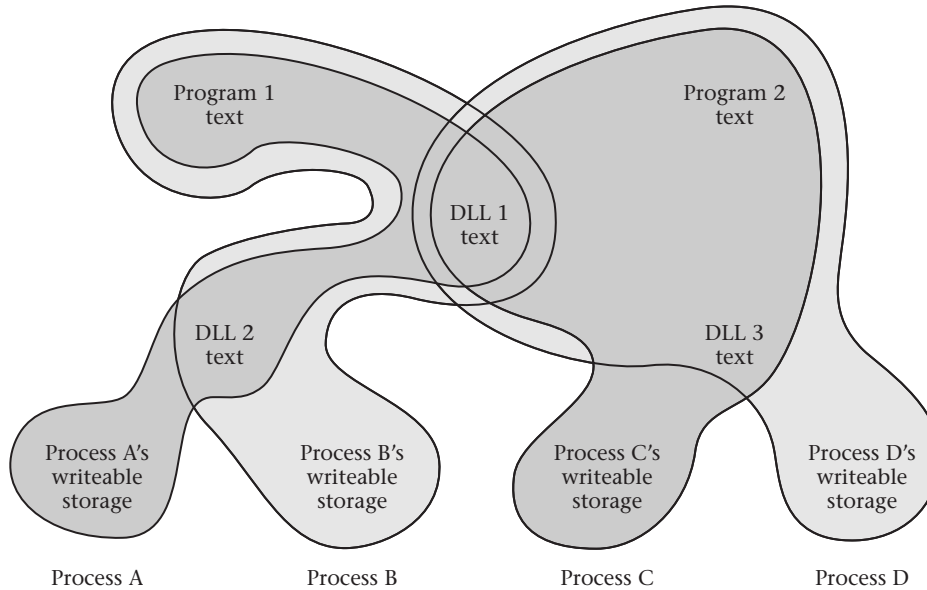 Program 1
text
Program 2
text
DLL 1
text
DLL 2
text
DLL 3
text
Process A's
writeable
storage
Process B's
writeable
storage
Process C's
writeable
storage
Process D's
writeable
storage
Process A
Process B
Process C
Process D